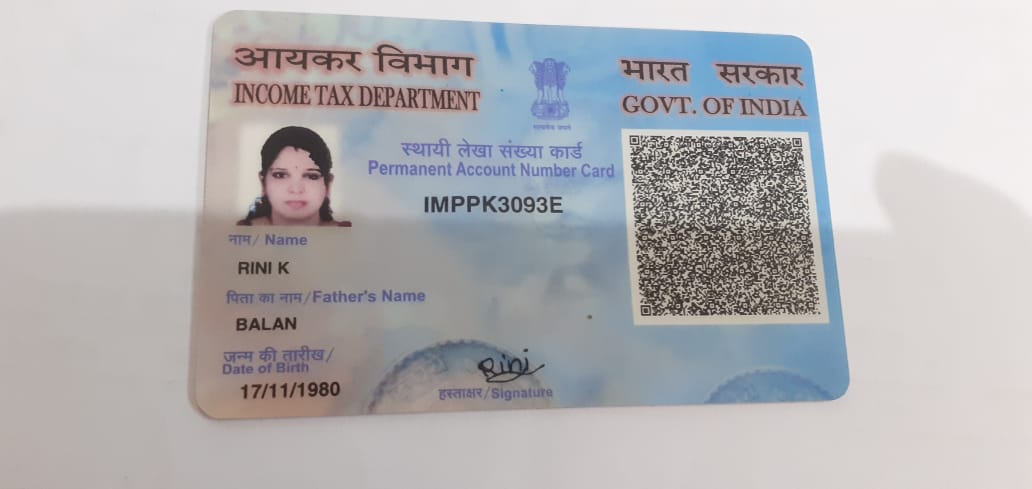 आयकर विभाग
INCOME TAX DEPARTMENT
भारत सरकार
GOVT. OF INDIA
सत्यमेव जयते
स्थायी लेखा संख्या कार्ड
Permanent Account Number Card
IMPPK3093E
नाम/ Name
RINI K
पिता का नाम/Father's Name
BALAN
जन्म की तारीख/
Date of Birth
17/11/1980
Rini
हस्ताक्षर/Signature